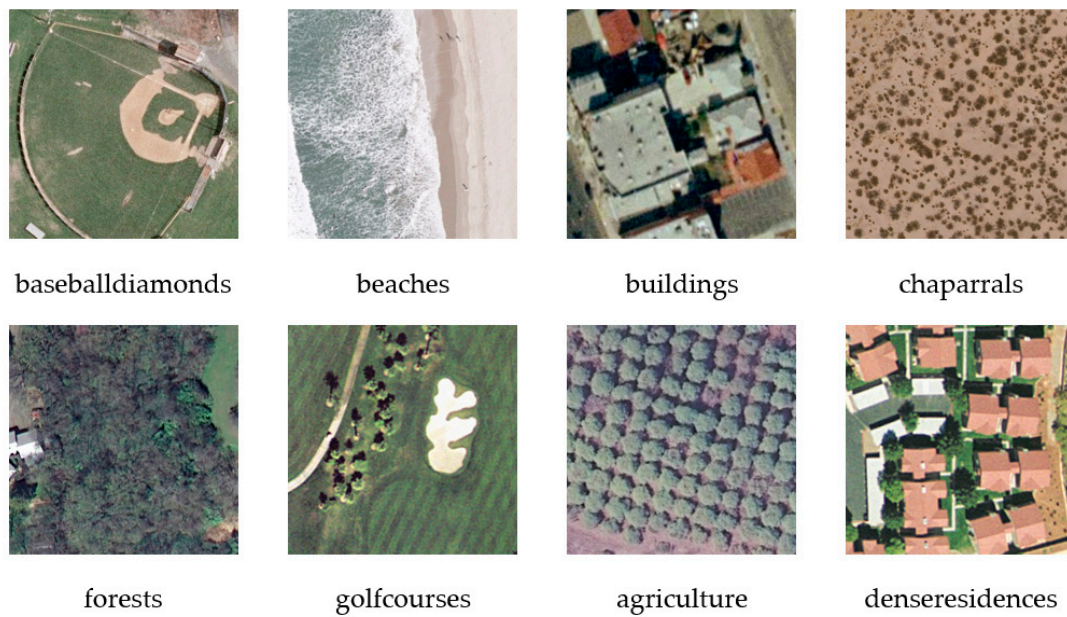 baseballdiamonds
beaches
buildings
chaparrals
forests
golfcourses
agriculture
denseresidences